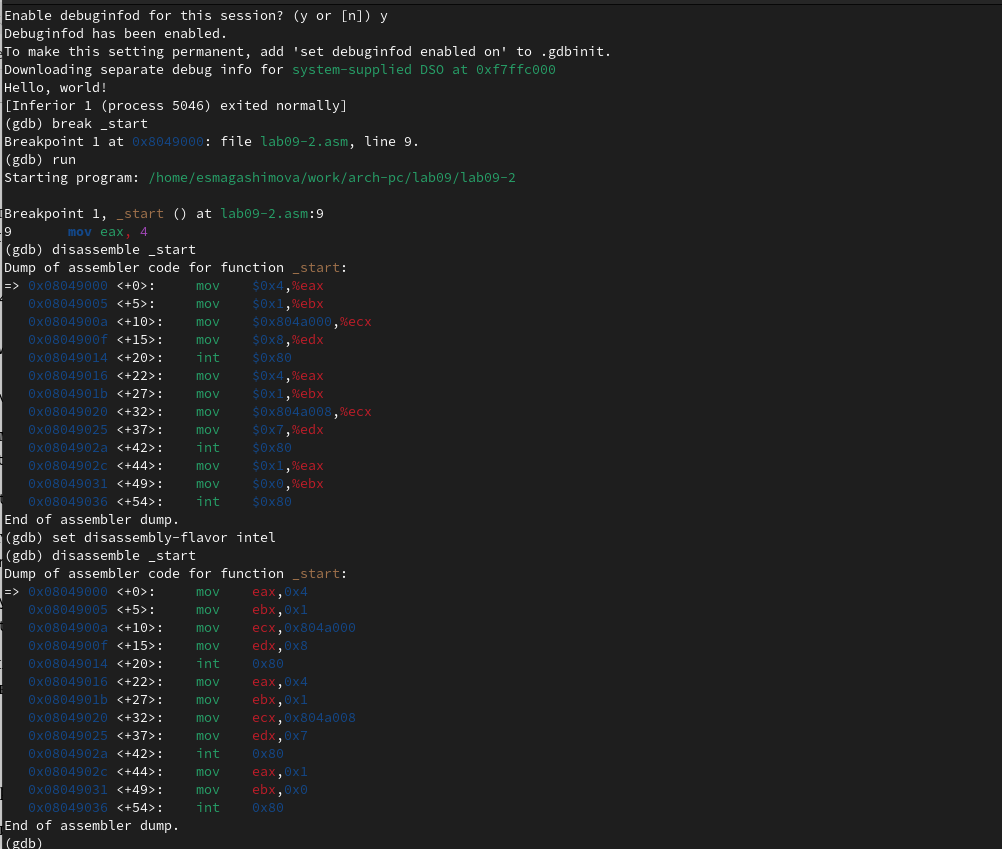 Enable debuginfod for this session? (y or [n]) y
Debuginfod has been enabled.
To make this setting permanent, add 'set debuginfod enabled on' to .gdbinit.
Downloading separate debug info for system-supplied DSO at 0xf7ffc000
Hello, world!
[Inferior 1 (process 5046) exited normally]
(gdb) break _start
Breakpoint 1 at 0x8049000: file lab09-2.asm, line 9.
(gdb) run
Starting program: /home/esmagashimova/work/arch-pc/lab09/lab09-2
Breakpoint 1, _start () at lab09-2.asm:9
9       mov eax, 4
(gdb) disassemble _start
Dump of assembler code for function _start:
=> 0x08049000 <+0>:     mov    $0x4,%eax
   0x08049005 <+5>:     mov    $0x1,%ebx
   0x0804900a <+10>:    mov    $0x804a000,%ecx
   0x0804900f <+15>:    mov    $0x8,%edx
   0x08049014 <+20>:    int    $0x80
   0x08049016 <+22>:    mov    $0x4,%eax
   0x0804901b <+27>:    mov    $0x1,%ebx
   0x08049020 <+32>:    mov    $0x804a008,%ecx
   0x08049025 <+37>:    mov    $0x7,%edx
   0x0804902a <+42>:    int    $0x80
   0x0804902c <+44>:    mov    $0x1,%eax
   0x08049031 <+49>:    mov    $0x0,%ebx
   0x08049036 <+54>:    int    $0x80
End of assembler dump.
(gdb) set disassembly-flavor intel
(gdb) disassemble _start
Dump of assembler code for function _start:
=> 0x08049000 <+0>:     mov    eax,0x4
   0x08049005 <+5>:     mov    ebx,0x1
   0x0804900a <+10>:    mov    ecx,0x804a000
   0x0804900f <+15>:    mov    edx,0x8
   0x08049014 <+20>:    int    0x80
   0x08049016 <+22>:    mov    eax,0x4
   0x0804901b <+27>:    mov    ebx,0x1
   0x08049020 <+32>:    mov    ecx,0x804a008
   0x08049025 <+37>:    mov    edx,0x7
   0x0804902a <+42>:    int    0x80
   0x0804902c <+44>:    mov    eax,0x1
   0x08049031 <+49>:    mov    ebx,0x0
   0x08049036 <+54>:    int    0x80
End of assembler dump.
(gdb)